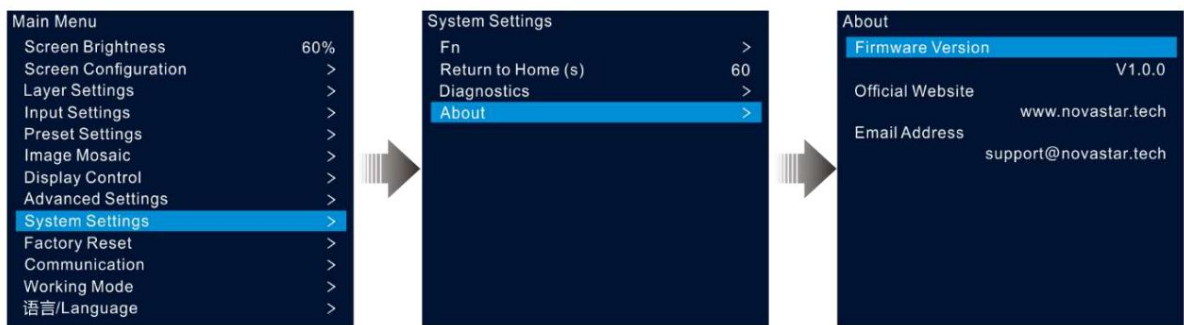 Main Menu
Screen Brightness 60%
Screen Configuration >
Layer Settings >
Input Settings >
Preset Settings >
Image Mosaic >
Display Control >
Advanced Settings >
System Settings >
Factory Reset >
Communication >
Working Mode >
语言/Language >
System Settings
Fn >
Return to Home (s) 60
Diagnostics >
About >
About
Firmware Version
V1.0.0
Official Website
www.novastar.tech
Email Address
support@novastar.tech